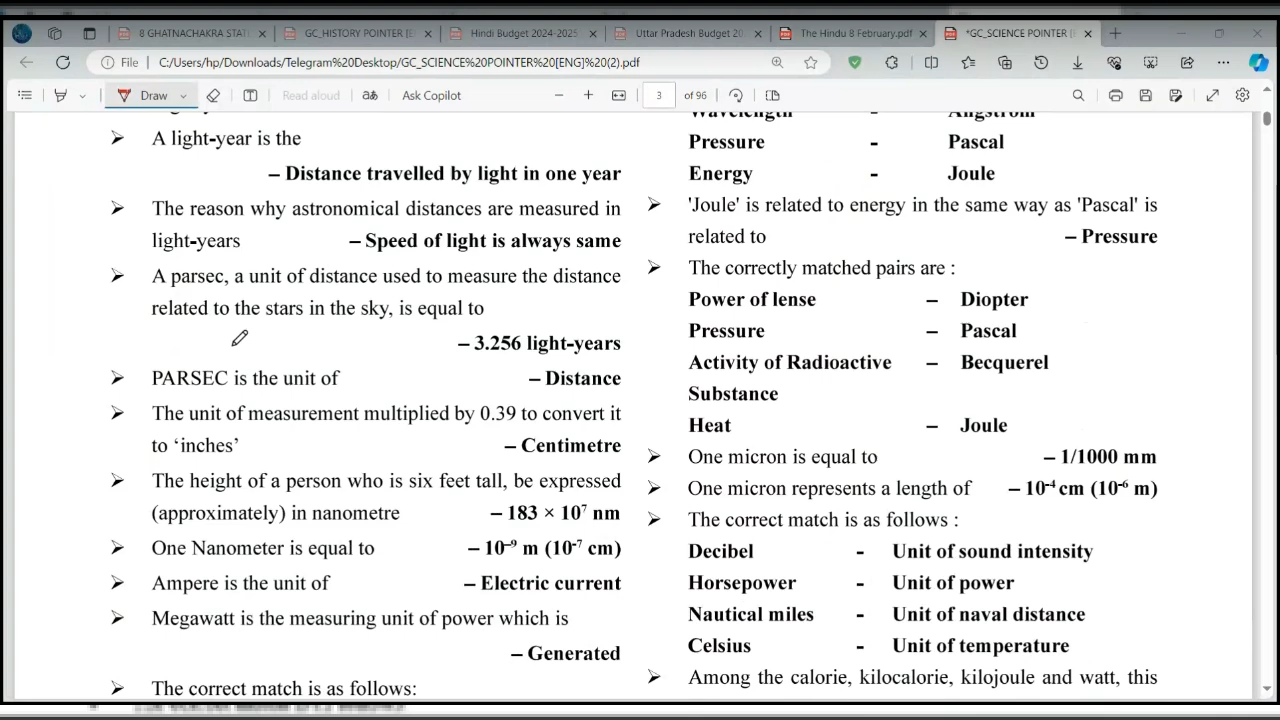 8 GHATNACHAKRA STAT
GC_HISTORY POINTER [E
Hindi Budget 2024-2025
Uttar Pradesh Budget 20
The Hindu 8 February.pdf
*GC_SCIENCE POINTER [E
File
C:/Users/hp/Downloads/Telegram%20Desktop/GC_SCIENCE%20POINTER%20[ENG]%20(2).pdf
Draw
Read aloud
Ask Copilot
3 of 96
A light-year is the
– Distance travelled by light in one year
➢ The reason why astronomical distances are measured in
light-years – Speed of light is always same
➢ A parsec, a unit of distance used to measure the distance
related to the stars in the sky, is equal to
– 3.256 light-years
➢ PARSEC is the unit of – Distance
➢ The unit of measurement multiplied by 0.39 to convert it
to ‘inches’ – Centimetre
➢ The height of a person who is six feet tall, be expressed
(approximately) in nanometre – 183 × 10⁷ nm
➢ One Nanometer is equal to – 10⁻⁹ m (10⁻⁷ cm)
➢ Ampere is the unit of – Electric current
➢ Megawatt is the measuring unit of power which is
– Generated
➢ The correct match is as follows:
Wavelength - Angstrom
Pressure - Pascal
Energy - Joule
➢ 'Joule' is related to energy in the same way as 'Pascal' is
related to – Pressure
➢ The correctly matched pairs are :
Power of lense – Diopter
Pressure – Pascal
Activity of Radioactive – Becquerel
Substance
Heat – Joule
➢ One micron is equal to – 1/1000 mm
➢ One micron represents a length of – 10⁻⁴ cm (10⁻⁶ m)
➢ The correct match is as follows :
Decibel - Unit of sound intensity
Horsepower - Unit of power
Nautical miles - Unit of naval distance
Celsius - Unit of temperature
➢ Among the calorie, kilocalorie, kilojoule and watt, this